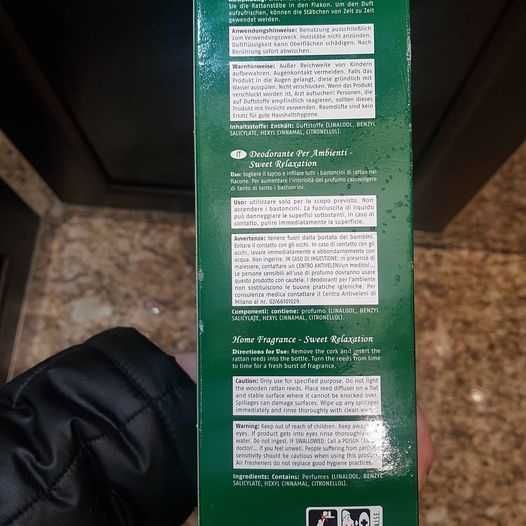 Sie die Rattanstäbe in den Flakon. Um den Duft
aufzufrischen, können die Stäbchen von Zeit zu Zeit
gewendet werden.
Anwendungshinweise: Benutzung ausschließlich
zum Verwendungszweck. Holzstäbe nicht anzünden.
Duftflüssigkeit kann Oberflächen schädigen. Nach
Berührung sofort abwischen.
Warnhinweise: Außer Reichweite von Kindern
aufbewahren. Augenkontakt vermeiden. Falls das
Produkt in die Augen gelangt, diese gründlich mit
Wasser ausspülen. Nicht verschlucken. Wenn das Produkt
verschluckt worden ist, Arzt aufsuchen! Personen, die
auf Duftstoffe empfindlich reagieren, sollten dieses
Produkt mit Vorsicht verwenden. Raumdüfte sind kein
Ersatz für gute Haushaltshygiene.
Inhaltsstoffe: Enthält: Duftstoffe (LINALOOL, BENZYL
SALICYLATE, HEXYL CINNAMAL, CITRONELLOL).
IT Deodorante Per Ambienti -
Sweet Relaxation
Uso: togliere il tappo e infilare tutti i bastoncini di rattan nel
flacone. Per aumentare l'intensità del profumo capovolgere
di tanto in tanto i bastoncini.
Uso: utilizzare solo per lo scopo previsto. Non
accendere i bastoncini. La fuoriuscita di liquido
può danneggiare le superfici sottostanti, in caso di
contatto, pulire immediatamente la superficie.
Avvertenze: tenere fuori dalla portata dei bambini.
Evitare il contatto con gli occhi. In caso di contatto con gli
occhi, lavare immediatamente e abbondantemente con
acqua. Non ingerire. IN CASO DI INGESTIONE: in presenza di
malessere, contattare un CENTRO ANTIVELENI/un medico/...
Le persone sensibili all'uso di profumo dovranno usare
questo prodotto con cautela. I deodoranti per l'ambiente
non sostituiscono le buone pratiche igieniche. Per
consulenza medica contattare il Centro Antiveleni di
Milano al nr. 02/66101029.
Componenti: contiene: profumo (LINALOOL, BENZYL
SALICYLATE, HEXYL CINNAMAL, CITRONELLOL).
Home Fragrance - Sweet Relaxation
Directions for Use: Remove the cork and insert the
rattan reeds into the bottle. Turn the reeds from time
to time for a fresh burst of fragrance.
Caution: Only use for specified purpose. Do not light
the wooden rattan reeds. Place reed diffuser on a flat
and stable surface where it cannot be knocked over.
Spillages can damage surfaces. Wipe up any spillages
immediately and rinse thoroughly with clean water.
Warning: Keep out of reach of children. Keep away
eyes. If product gets into eyes rinse thoroughly
water. Do not ingest. IF SWALLOWED: Call a POISON
doctor/... if you feel unwell. People suffering from
sensitivity should be cautious when using this product.
Air fresheners do not replace good hygiene practices.
Ingredients: Contains: Perfumes (LINALOOL, BENZYL
SALICYLATE, HEXYL CINNAMAL, CITRONELLOL).